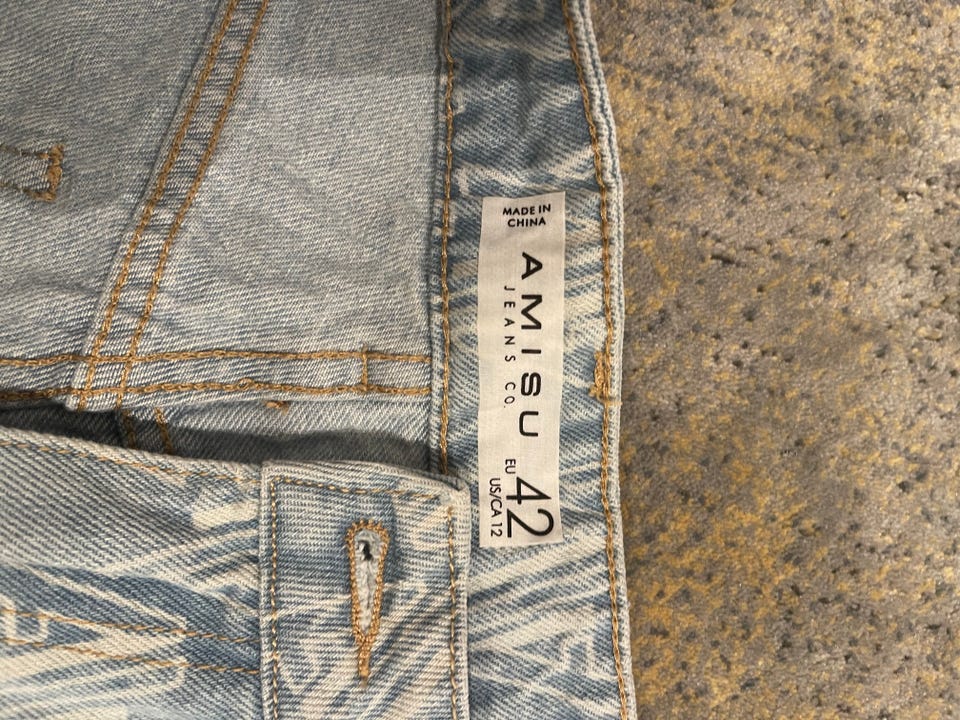 MADE IN
CHINA
AMISU
JEANS CO.
EU 42
US/CA 12